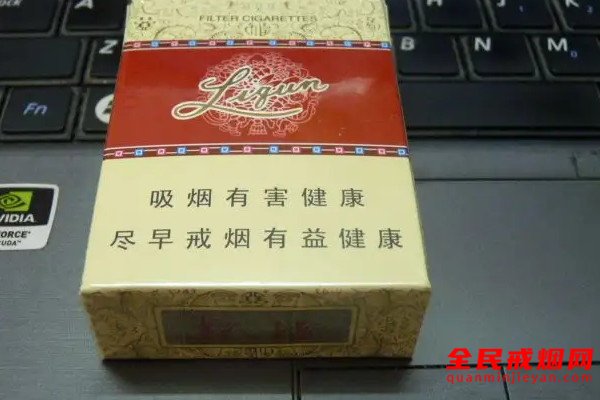 FILTER CIGARETTES
Liqun
吸烟有害健康
尽早戒烟有益健康
Fn
Z
NVIDIA
CUDA
全民戒烟网
quanminjieyan.com